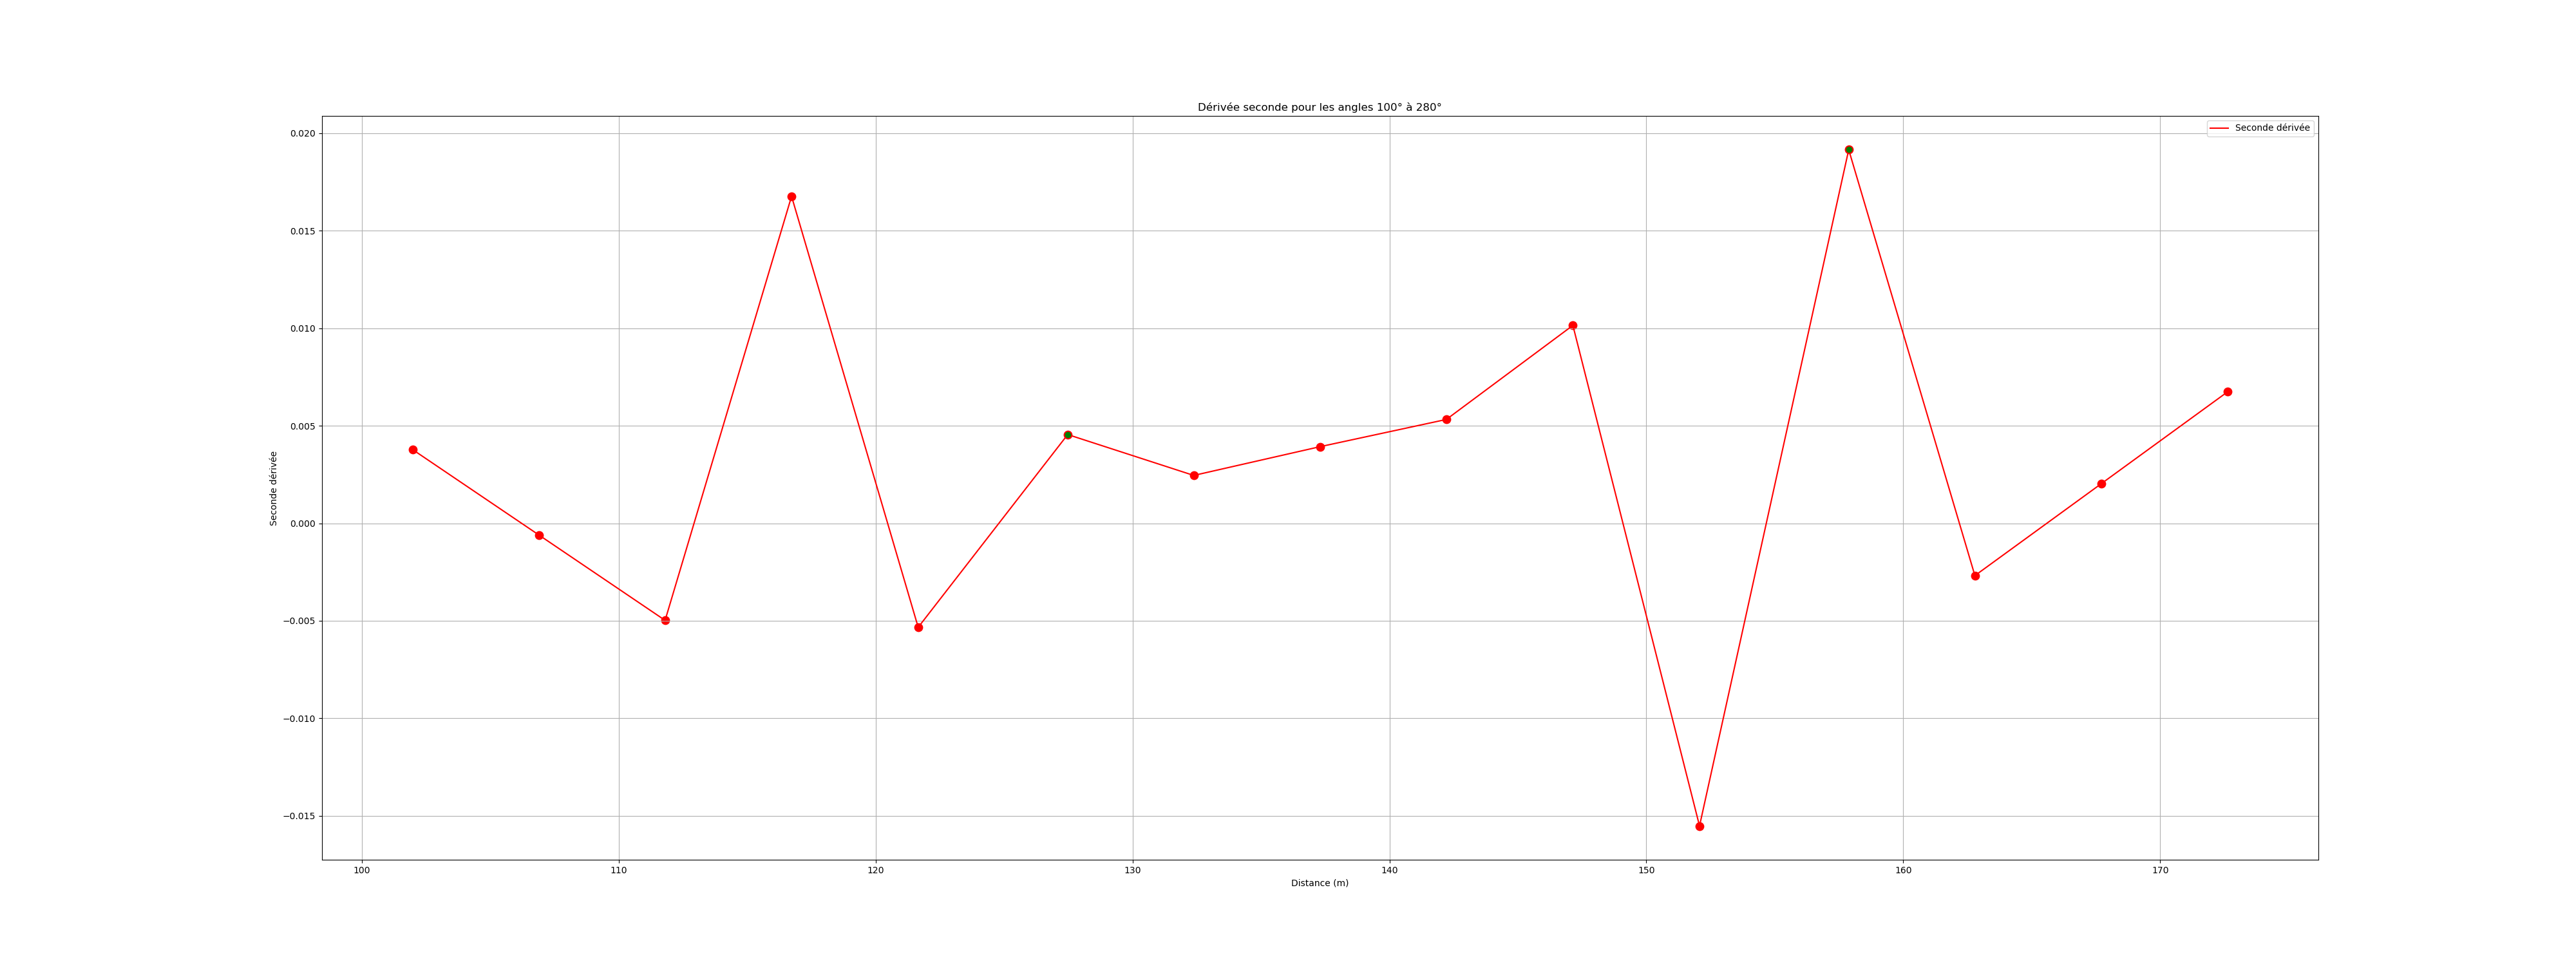 Dérivée seconde pour les angles 100° à 280°
Seconde dérivée
0.020
0.015
0.010
0.005
0.000
−0.005
−0.010
−0.015
Seconde dérivée
100 110 120 130 140 150 160 170
Distance (m)